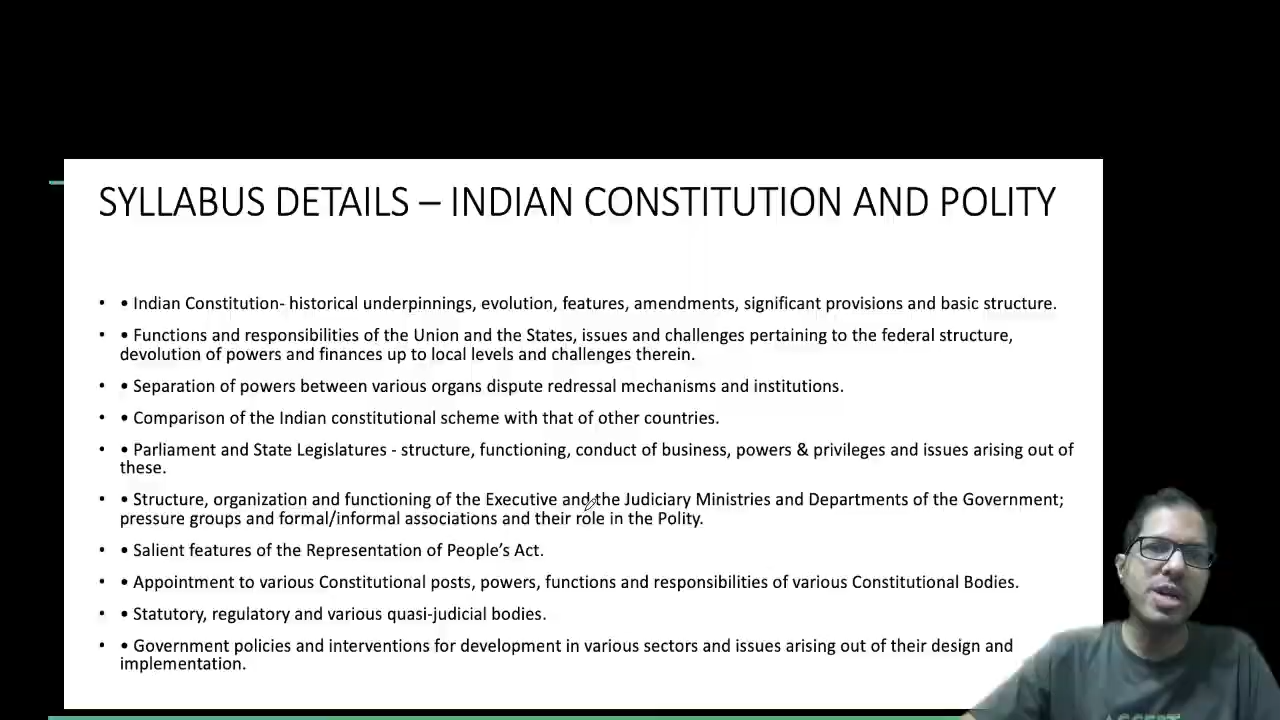 SYLLABUS DETAILS – INDIAN CONSTITUTION AND POLITY
• • Indian Constitution- historical underpinnings, evolution, features, amendments, significant provisions and basic structure.
• • Functions and responsibilities of the Union and the States, issues and challenges pertaining to the federal structure,
devolution of powers and finances up to local levels and challenges therein.
• • Separation of powers between various organs dispute redressal mechanisms and institutions.
• • Comparison of the Indian constitutional scheme with that of other countries.
• • Parliament and State Legislatures - structure, functioning, conduct of business, powers & privileges and issues arising out of
these.
• • Structure, organization and functioning of the Executive and the Judiciary Ministries and Departments of the Government;
pressure groups and formal/informal associations and their role in the Polity.
• • Salient features of the Representation of People's Act.
• • Appointment to various Constitutional posts, powers, functions and responsibilities of various Constitutional Bodies.
• • Statutory, regulatory and various quasi-judicial bodies.
• • Government policies and interventions for development in various sectors and issues arising out of their design and
implementation.